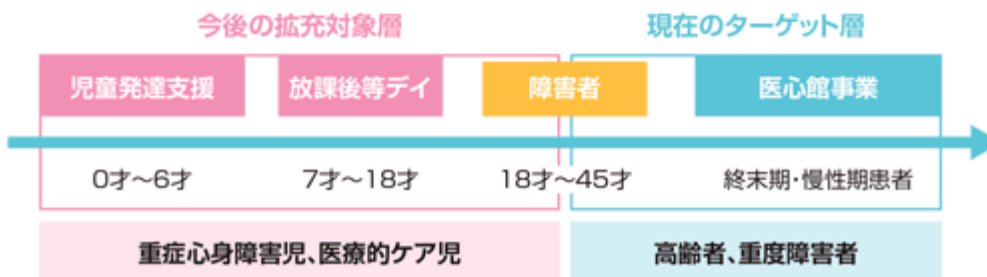 今後の拡充対象層
現在のターゲット層
児童発達支援
放課後等デイ
障害者
医心館事業
0才～6才
7才～18才
18才～45才
終末期・慢性期患者
重症心身障害児、医療的ケア児
高齢者、重度障害者